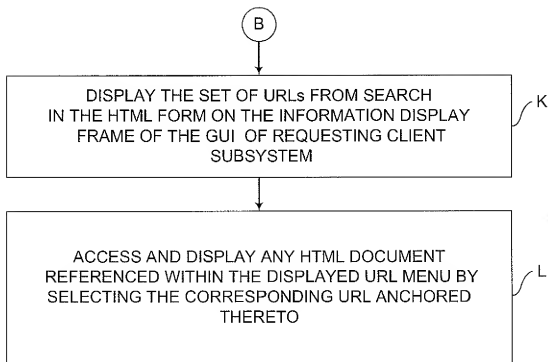 B
DISPLAY THE SET OF URLs FROM SEARCH
IN THE HTML FORM ON THE INFORMATION DISPLAY
FRAME OF THE GUI OF REQUESTING CLIENT
SUBSYSTEM
K
ACCESS AND DISPLAY ANY HTML DOCUMENT
REFERENCED WITHIN THE DISPLAYED URL MENU BY
SELECTING THE CORRESPONDING URL ANCHORED
THERETO
L